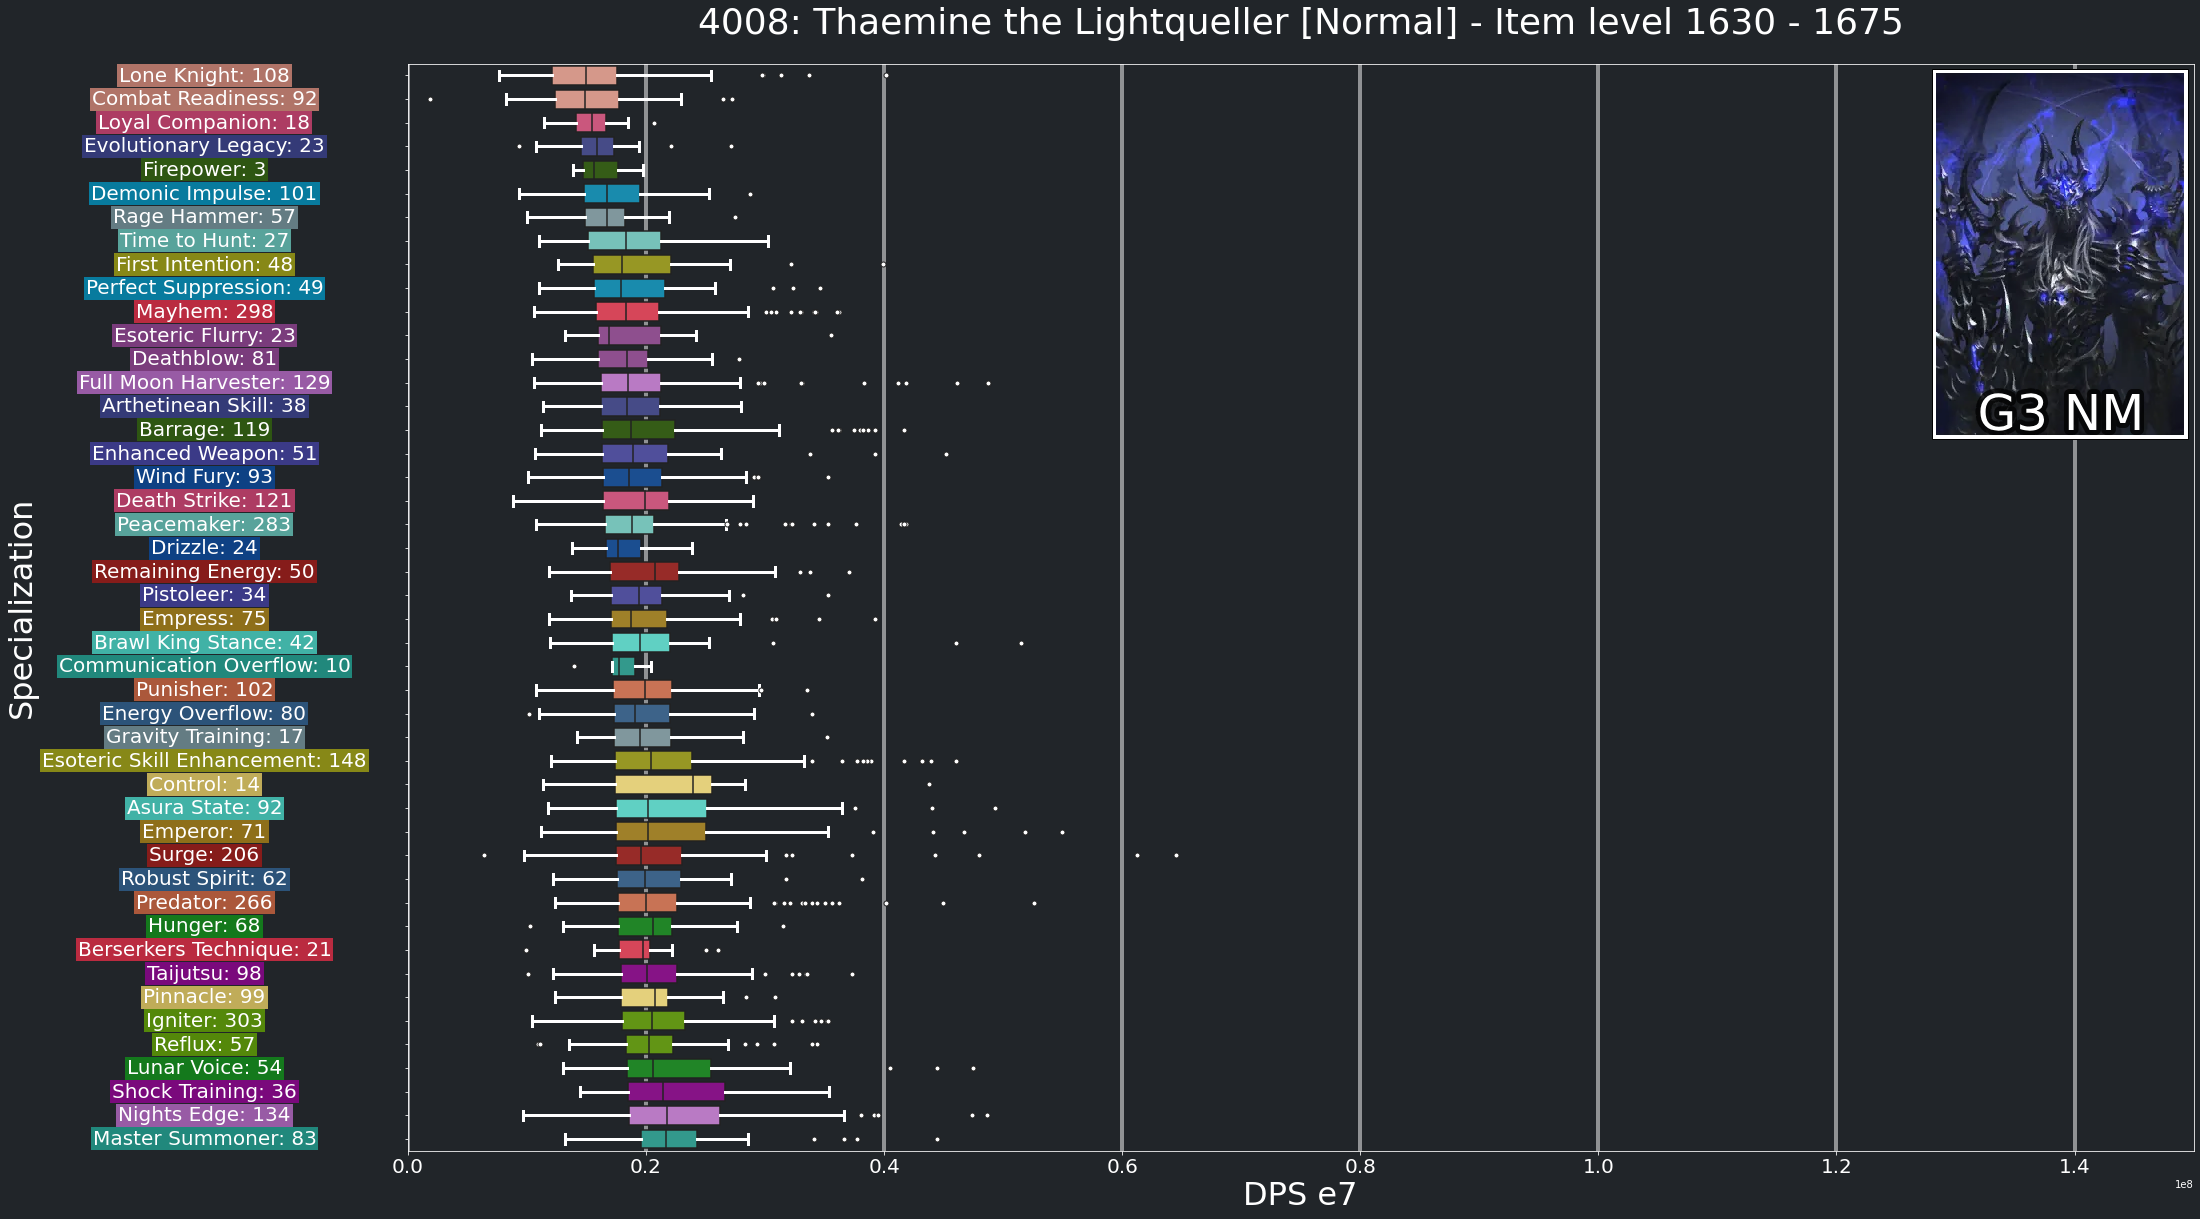 4008: Thaemine the Lightqueller [Normal] - Item level 1630 - 1675
Lone Knight: 108
Combat Readiness: 92
Loyal Companion: 18
Evolutionary Legacy: 23
Firepower: 3
Demonic Impulse: 101
Rage Hammer: 57
Time to Hunt: 27
First Intention: 48
Perfect Suppression: 49
Mayhem: 298
Esoteric Flurry: 23
Deathblow: 81
Full Moon Harvester: 129
Arthetinean Skill: 38
Barrage: 119
Enhanced Weapon: 51
Wind Fury: 93
Death Strike: 121
Peacemaker: 283
Drizzle: 24
Remaining Energy: 50
Pistoleer: 34
Empress: 75
Brawl King Stance: 42
Communication Overflow: 10
Punisher: 102
Energy Overflow: 80
Gravity Training: 17
Esoteric Skill Enhancement: 148
Control: 14
Asura State: 92
Emperor: 71
Surge: 206
Robust Spirit: 62
Predator: 266
Hunger: 68
Berserkers Technique: 21
Taijutsu: 98
Pinnacle: 99
Igniter: 303
Reflux: 57
Lunar Voice: 54
Shock Training: 36
Nights Edge: 134
Master Summoner: 83
Specialization
G3 NM
0.0 0.2 0.4 0.6 0.8 1.0 1.2 1.4
1e8
DPS e7